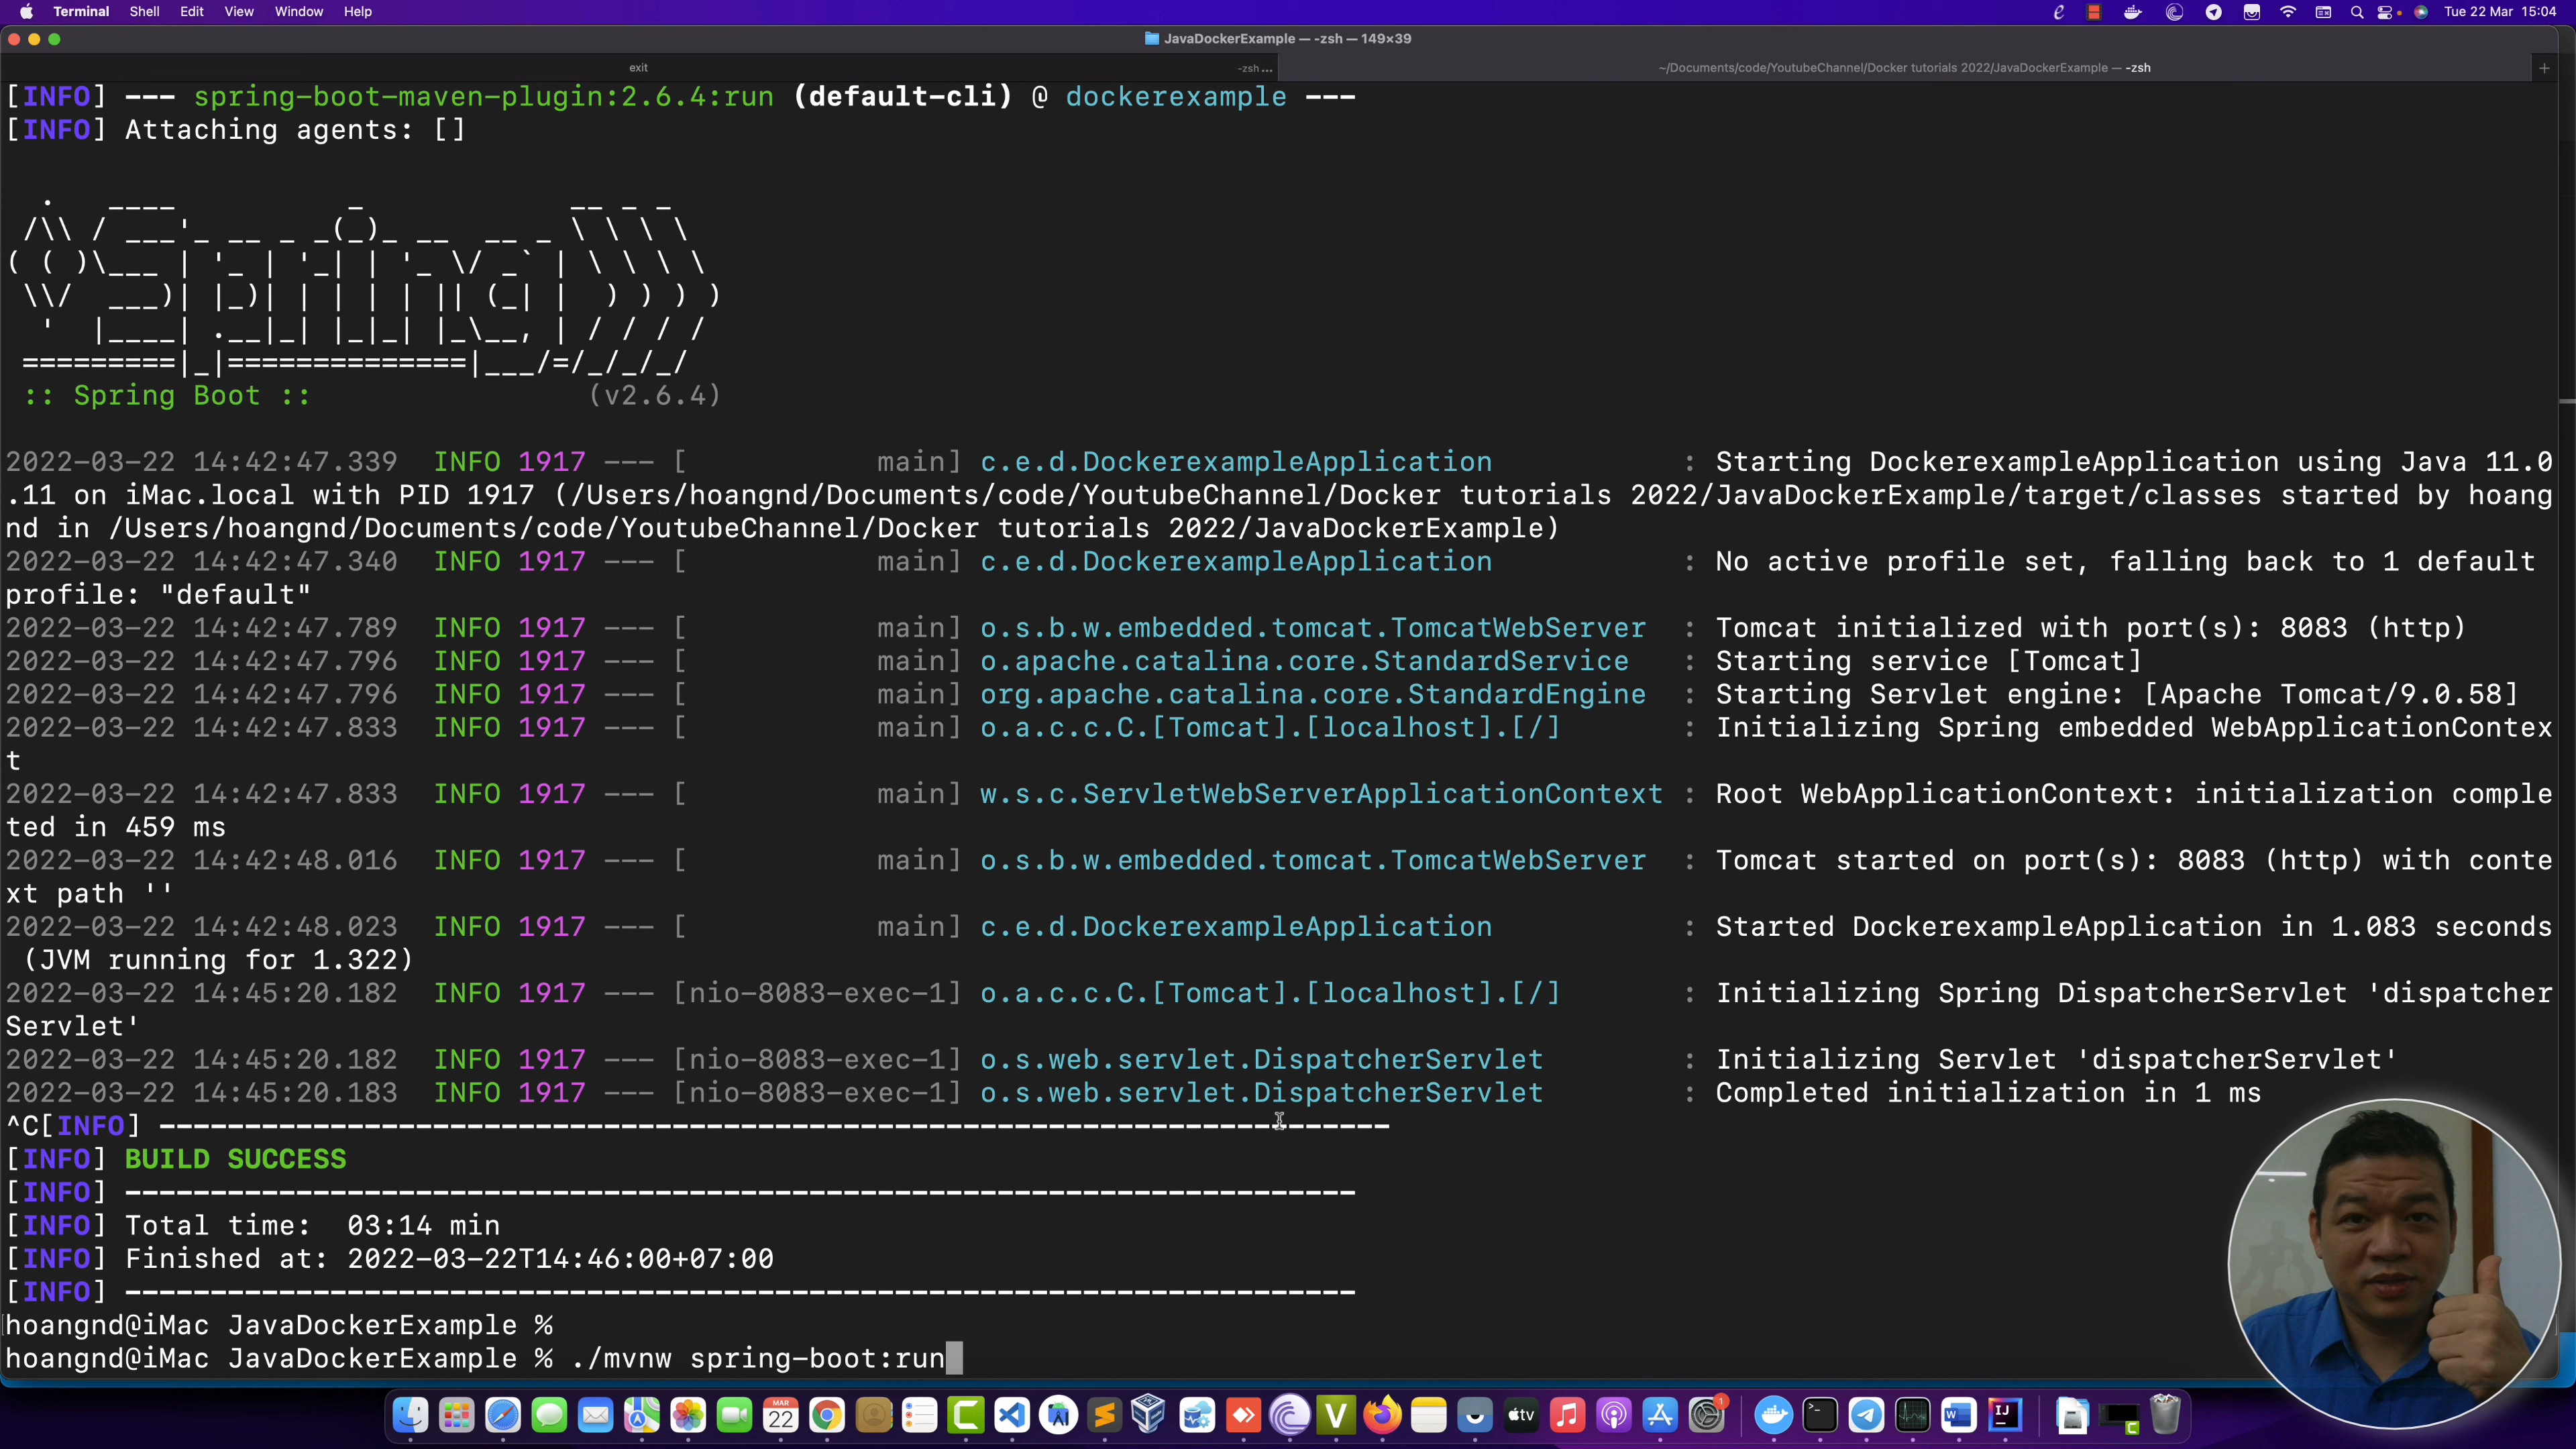 Terminal Shell Edit View Window Help Tue 22 Mar 15:04
JavaDockerExample — -zsh — 149×39
exit -zsh... ~/Documents/code/YoutubeChannel/Docker tutorials 2022/JavaDockerExample — -zsh
[INFO] --- spring-boot-maven-plugin:2.6.4:run (default-cli) @ dockerexample ---
[INFO] Attaching agents: []
  .   ____          _            __ _ _
 /\\ / ___'_ __ _ _(_)_ __  __ _ \ \ \ \
( ( )\___ | '_ | '_| | '_ \/ _` | \ \ \ \
 \\/  ___)| |_)| | | | | || (_| |  ) ) ) )
  '  |____| .__|_| |_|_| |_\__, | / / / /
 =========|_|==============|___/=/_/_/_/
 :: Spring Boot ::                (v2.6.4)
2022-03-22 14:42:47.339  INFO 1917 --- [           main] c.e.d.DockerexampleApplication           : Starting DockerexampleApplication using Java 11.0
.11 on iMac.local with PID 1917 (/Users/hoangnd/Documents/code/YoutubeChannel/Docker tutorials 2022/JavaDockerExample/target/classes started by hoang
nd in /Users/hoangnd/Documents/code/YoutubeChannel/Docker tutorials 2022/JavaDockerExample)
2022-03-22 14:42:47.340  INFO 1917 --- [           main] c.e.d.DockerexampleApplication           : No active profile set, falling back to 1 default
profile: "default"
2022-03-22 14:42:47.789  INFO 1917 --- [           main] o.s.b.w.embedded.tomcat.TomcatWebServer  : Tomcat initialized with port(s): 8083 (http)
2022-03-22 14:42:47.796  INFO 1917 --- [           main] o.apache.catalina.core.StandardService   : Starting service [Tomcat]
2022-03-22 14:42:47.796  INFO 1917 --- [           main] org.apache.catalina.core.StandardEngine  : Starting Servlet engine: [Apache Tomcat/9.0.58]
2022-03-22 14:42:47.833  INFO 1917 --- [           main] o.a.c.c.C.[Tomcat].[localhost].[/]       : Initializing Spring embedded WebApplicationContex
t
2022-03-22 14:42:47.833  INFO 1917 --- [           main] w.s.c.ServletWebServerApplicationContext : Root WebApplicationContext: initialization comple
ted in 459 ms
2022-03-22 14:42:48.016  INFO 1917 --- [           main] o.s.b.w.embedded.tomcat.TomcatWebServer  : Tomcat started on port(s): 8083 (http) with conte
xt path ''
2022-03-22 14:42:48.023  INFO 1917 --- [           main] c.e.d.DockerexampleApplication           : Started DockerexampleApplication in 1.083 seconds
 (JVM running for 1.322)
2022-03-22 14:45:20.182  INFO 1917 --- [nio-8083-exec-1] o.a.c.c.C.[Tomcat].[localhost].[/]       : Initializing Spring DispatcherServlet 'dispatcher
Servlet'
2022-03-22 14:45:20.182  INFO 1917 --- [nio-8083-exec-1] o.s.web.servlet.DispatcherServlet        : Initializing Servlet 'dispatcherServlet'
2022-03-22 14:45:20.183  INFO 1917 --- [nio-8083-exec-1] o.s.web.servlet.DispatcherServlet        : Completed initialization in 1 ms
^C[INFO] ------------------------------------------------------------------------
[INFO] BUILD SUCCESS
[INFO] ------------------------------------------------------------------------
[INFO] Total time:  03:14 min
[INFO] Finished at: 2022-03-22T14:46:00+07:00
[INFO] ------------------------------------------------------------------------
hoangnd@iMac JavaDockerExample %
hoangnd@iMac JavaDockerExample % ./mvnw spring-boot:run
MAR
22
tv
1
IJ